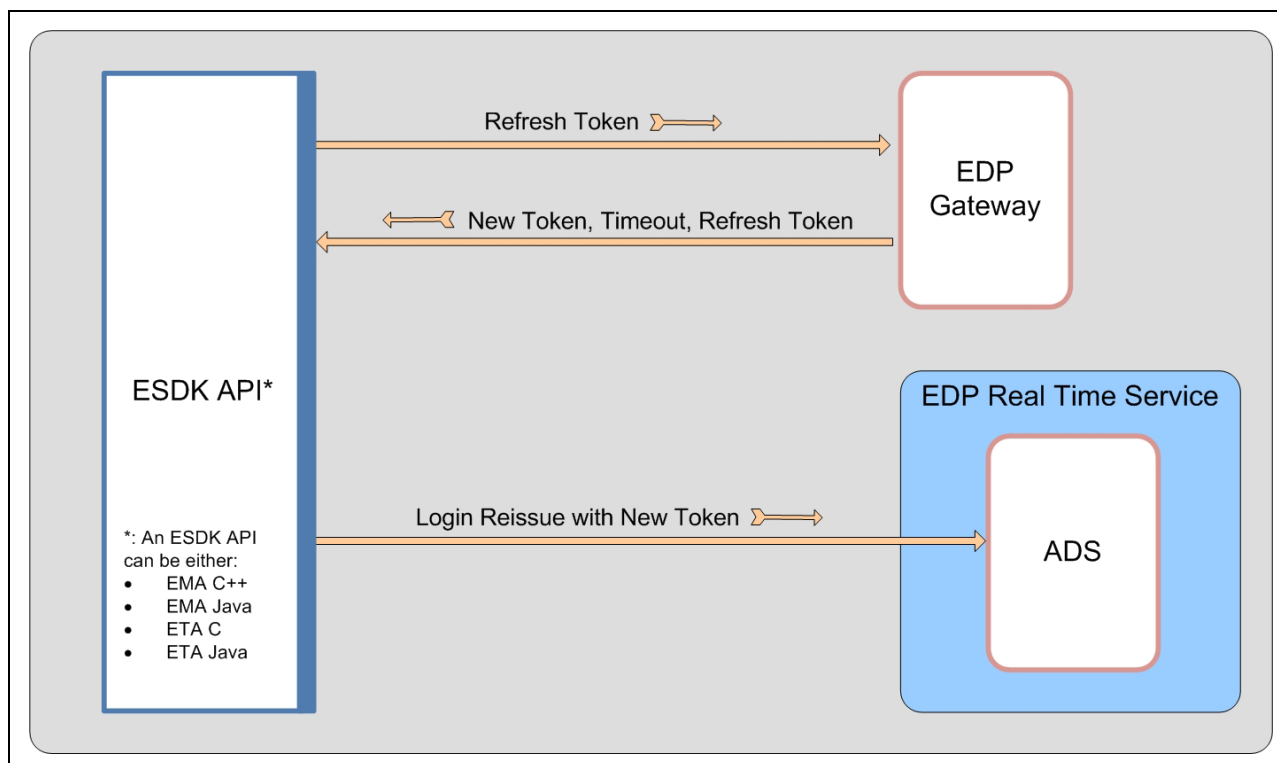 Refresh Token
EDP
Gateway
New Token, Timeout, Refresh Token
ESDK API*
EDP Real Time Service
Login Reissue with New Token
ADS
*: An ESDK API
can be either:
• EMA C++
• EMA Java
• ETA C
• ETA Java